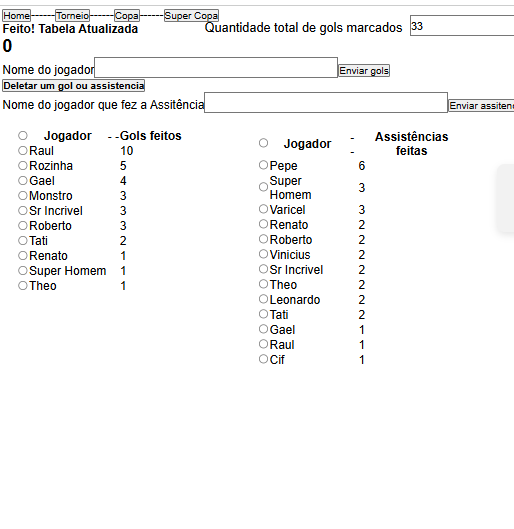 Home------Torneio------Copa------Super Copa
Feito! Tabela Atualizada
Quantidade total de gols marcados 33
0
Nome do jogador Enviar gols
Deletar um gol ou assistencia
Nome do jogador que fez a Assitência Enviar assiten
Jogador - -Gols feitos
Raul 10
Rozinha 5
Gael 4
Monstro 3
Sr Incrivel 3
Roberto 3
Tati 2
Renato 1
Super Homem 1
Theo 1
Jogador - - Assistências
feitas
Pepe 6
Super
Homem 3
Varicel 3
Renato 2
Roberto 2
Vinicius 2
Sr Incrivel 2
Theo 2
Leonardo 2
Tati 2
Gael 1
Raul 1
Cif 1